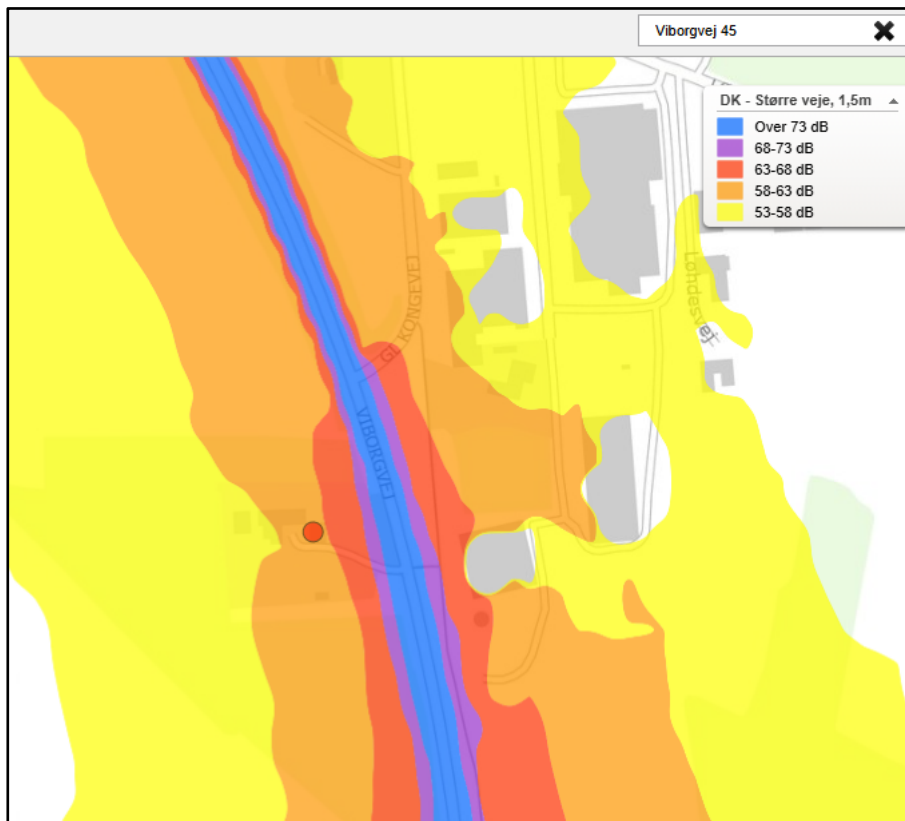 Viborgvej 45
DK - Større veje, 1,5m
Over 73 dB
68-73 dB
63-68 dB
58-63 dB
53-58 dB
GL KONGEVEJ
Lohdesvej
VIBORGVEJ